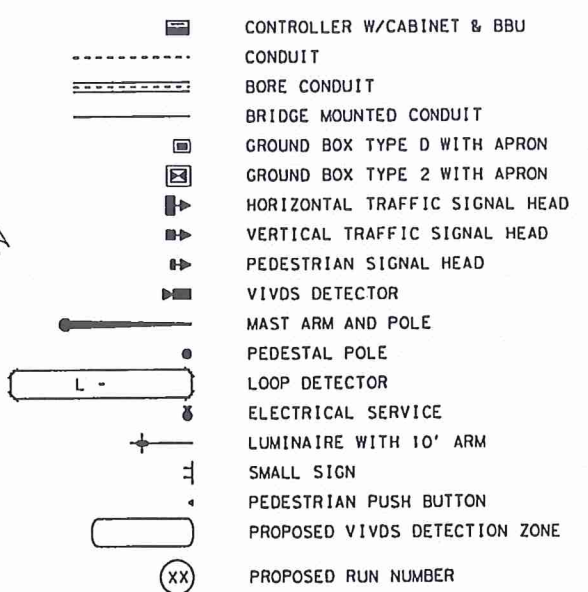 CONTROLLER W/CABINET & BBU
CONDUIT
BORE CONDUIT
BRIDGE MOUNTED CONDUIT
GROUND BOX TYPE D WITH APRON
GROUND BOX TYPE 2 WITH APRON
HORIZONTAL TRAFFIC SIGNAL HEAD
VERTICAL TRAFFIC SIGNAL HEAD
PEDESTRIAN SIGNAL HEAD
VIVDS DETECTOR
MAST ARM AND POLE
PEDESTAL POLE
L - LOOP DETECTOR
ELECTRICAL SERVICE
LUMINAIRE WITH 10' ARM
SMALL SIGN
PEDESTRIAN PUSH BUTTON
PROPOSED VIVDS DETECTION ZONE
XX PROPOSED RUN NUMBER